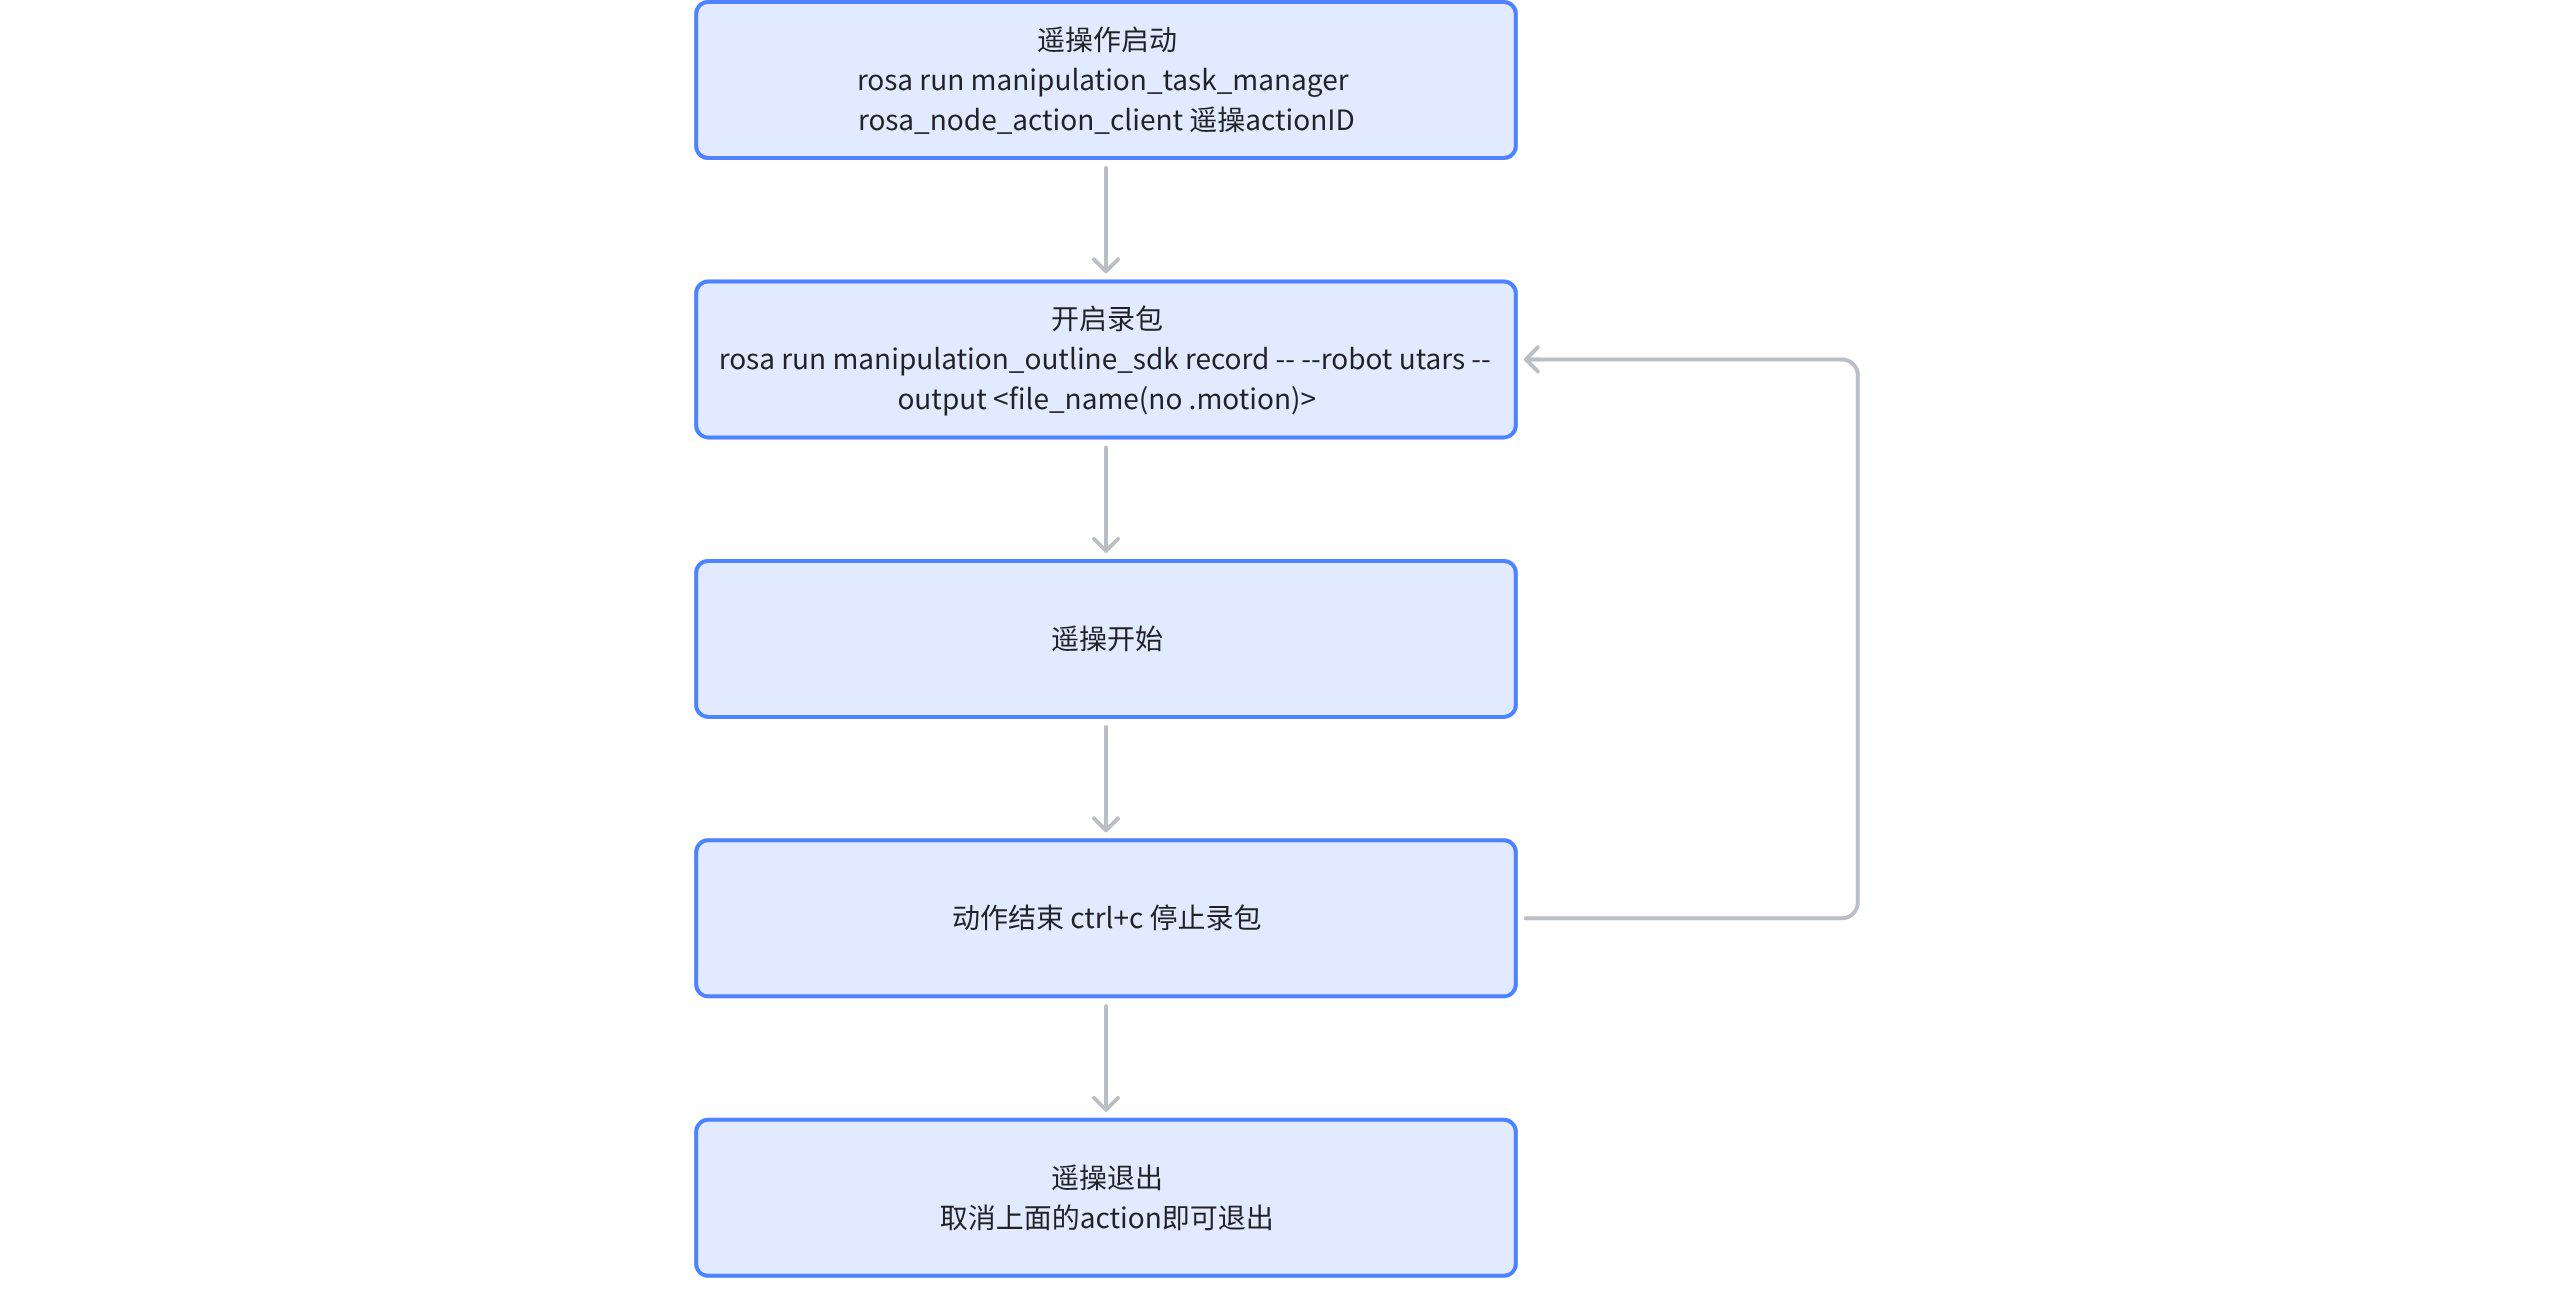 遥操作启动
rosa run manipulation_task_manager
rosa_node_action_client 遥操actionID
开启录包
rosa run manipulation_outline_sdk record -- --robot utars --
output <file_name(no .motion)>
遥操开始
动作结束 ctrl+c 停止录包
遥操退出
取消上面的action即可退出